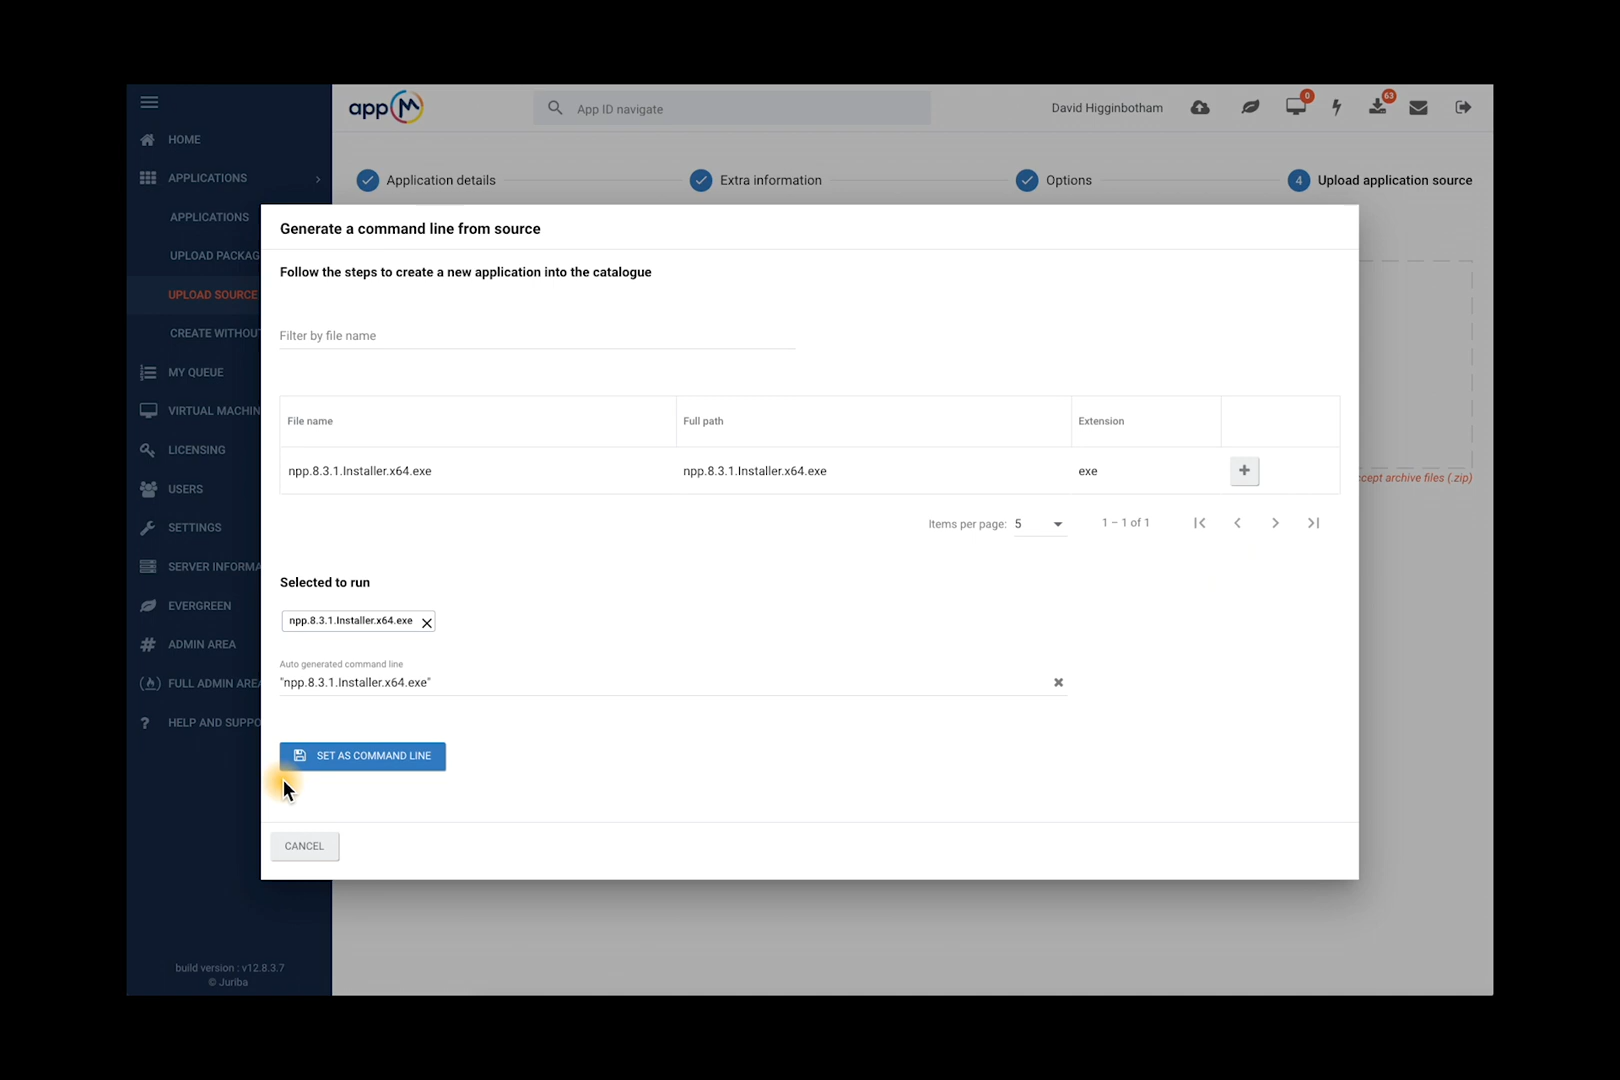 appM
App ID navigate
David Higginbotham
0
63
HOME
APPLICATIONS
APPLICATIONS
UPLOAD PACKAG
UPLOAD SOURCE
CREATE WITHOUT
MY QUEUE
VIRTUAL MACHIN
LICENSING
USERS
SETTINGS
SERVER INFORMA
EVERGREEN
ADMIN AREA
FULL ADMIN AREA
HELP AND SUPPO
build version : v12.8.3.7
© Juriba
Application details
Extra information
Options
4 Upload application source
Generate a command line from source
Follow the steps to create a new application into the catalogue
Filter by file name
File name Full path Extension
npp.8.3.1.Installer.x64.exe npp.8.3.1.Installer.x64.exe exe
ccept archive files (.zip)
Items per page: 5 1 – 1 of 1
Selected to run
npp.8.3.1.Installer.x64.exe
Auto generated command line
"npp.8.3.1.Installer.x64.exe"
SET AS COMMAND LINE
CANCEL